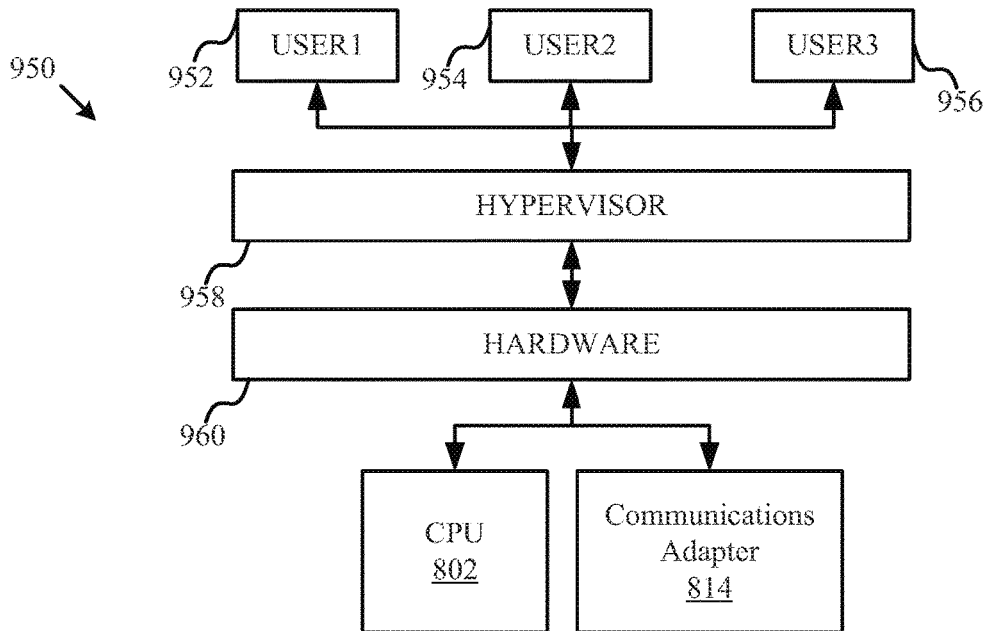 USER1
USER2
USER3
952
954
956
950
HYPERVISOR
958
HARDWARE
960
CPU
802
Communications
Adapter
814